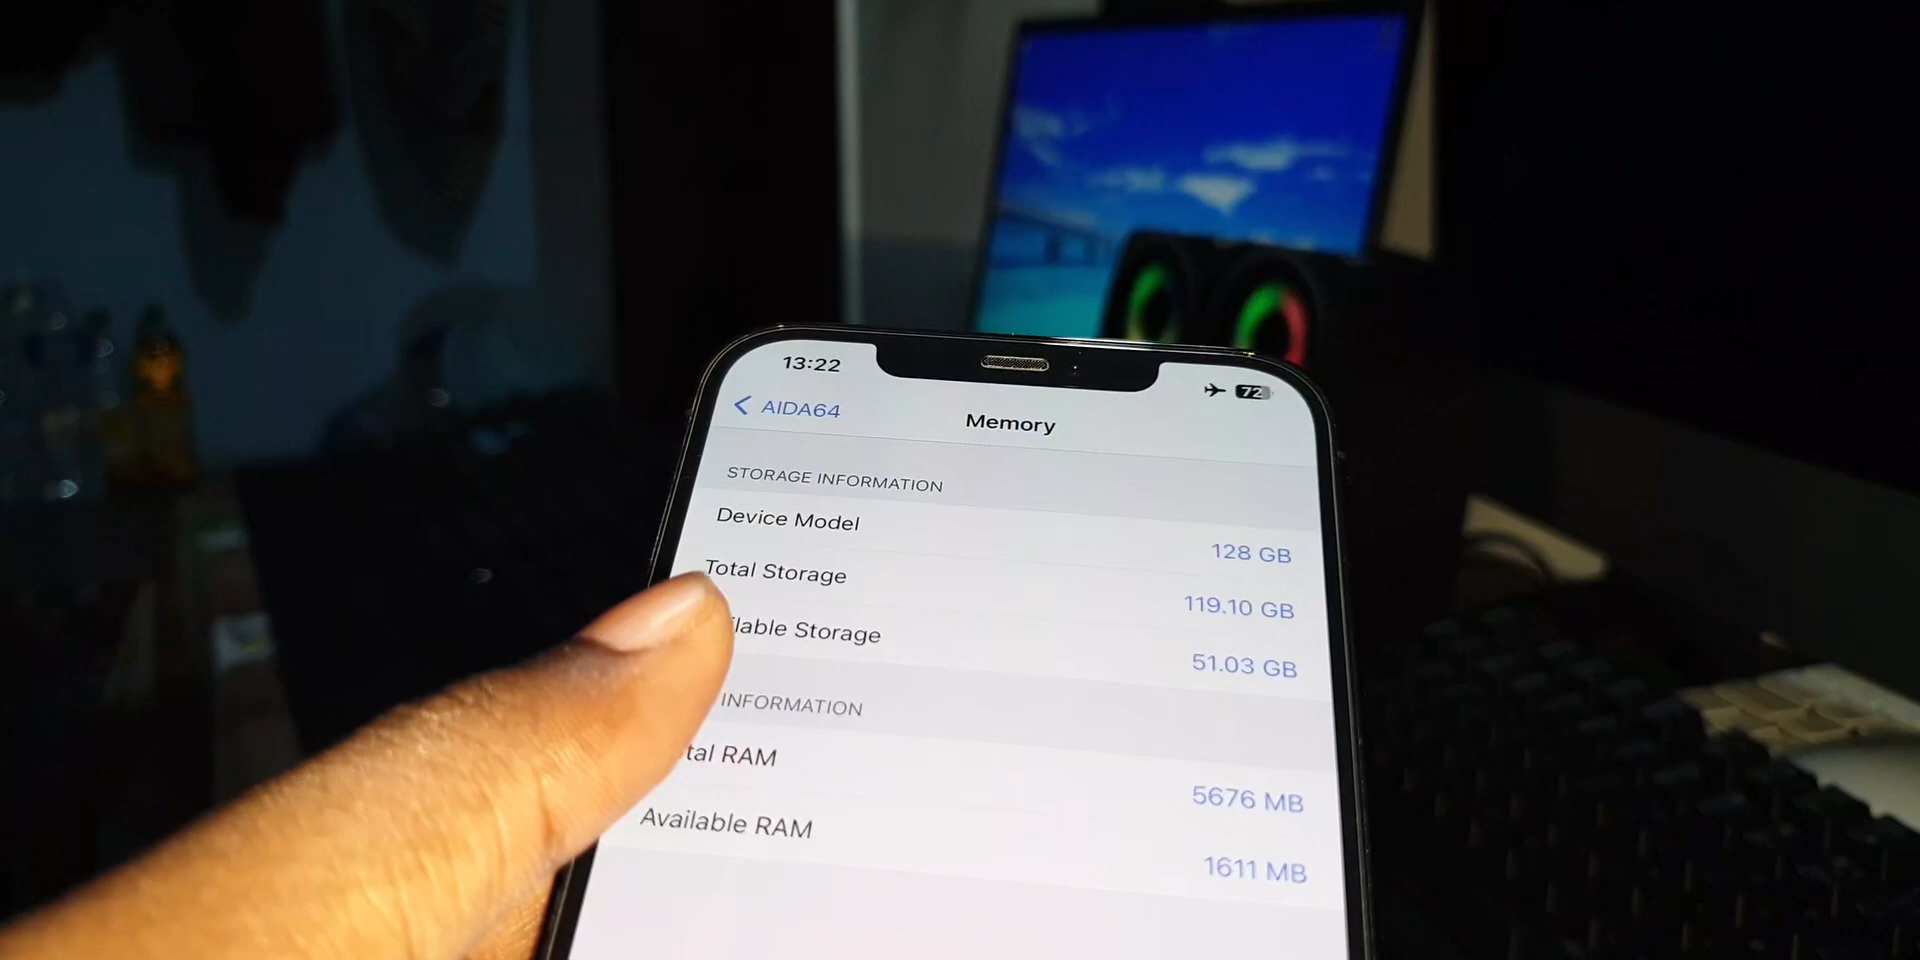 13:22
72
AIDA64
Memory
STORAGE INFORMATION
Device Model
128 GB
Total Storage
119.10 GB
ilable Storage
51.03 GB
INFORMATION
tal RAM
5676 MB
Available RAM
1611 MB